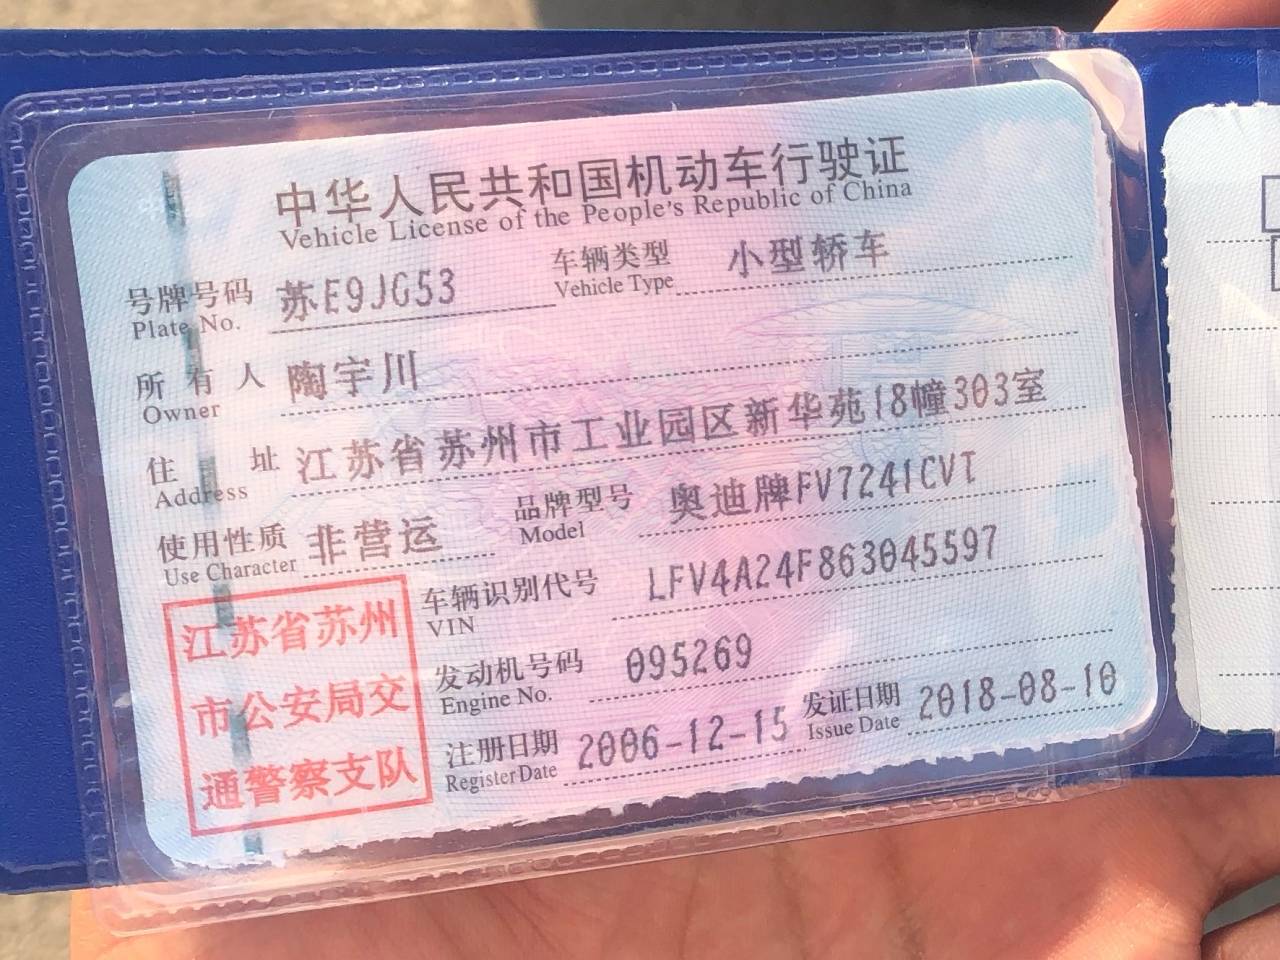 中华人民共和国机动车行驶证
Vehicle License of the People's Republic of China
号牌号码 苏E9JG53 车辆类型 小型轿车
Plate No. Vehicle Type
所有人 陶宇川
Owner
住址 江苏省苏州市工业园区新华苑18幢303室
Address
使用性质 非营运 品牌型号 奥迪牌FV7241CVT
Use Character Model
车辆识别代号 LFV4A24F863045597
VIN
发动机号码 095269
Engine No.
注册日期 2006-12-15 发证日期 2018-08-10
Register Date Issue Date
江苏省苏州
市公安局交
通警察支队